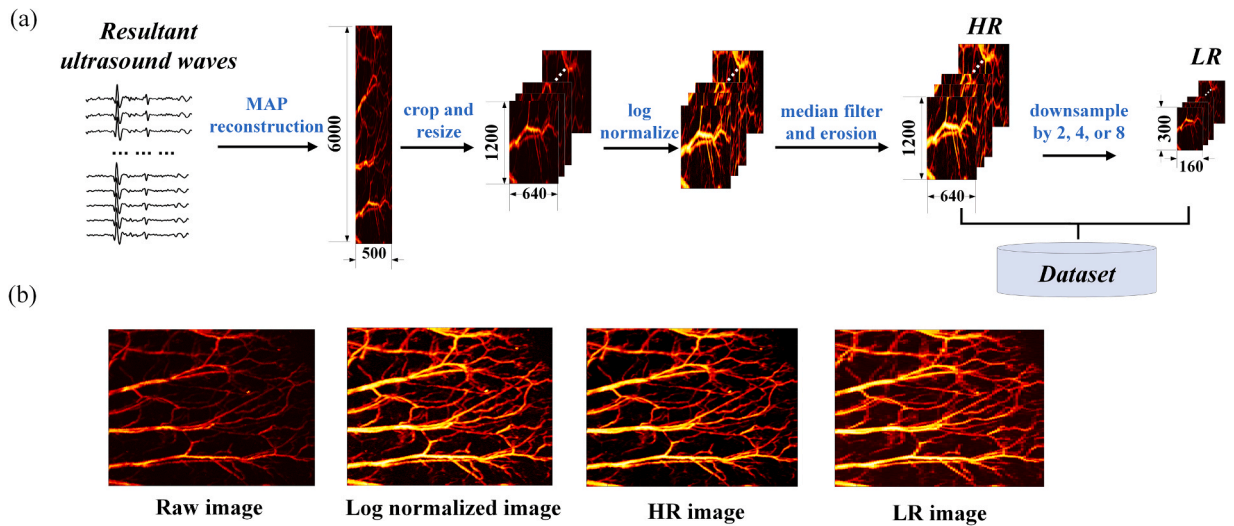 (a)
Resultant
ultrasound waves
MAP
reconstruction
6000
500
crop and
resize
1200
640
log
normalize
median filter
and erosion
HR
1200
640
downsample
by 2, 4, or 8
LR
300
160
Dataset
(b)
Raw image
Log normalized image
HR image
LR image